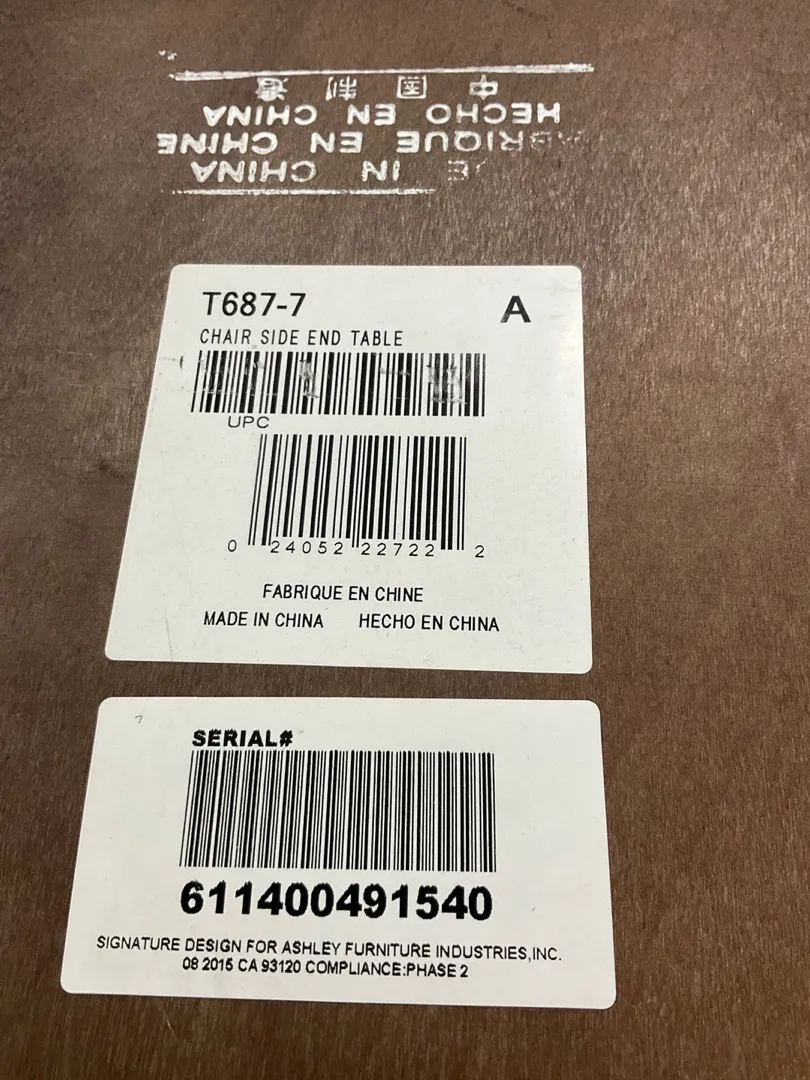 IN CHINA
BRIQUE EN CHINE
HECHO EN CHINA
中国制造
T687-7 A
CHAIR SIDE END TABLE
UPC
0 24052 22722 2
FABRIQUE EN CHINE
MADE IN CHINA HECHO EN CHINA
SERIAL#
611400491540
SIGNATURE DESIGN FOR ASHLEY FURNITURE INDUSTRIES,INC.
08 2015 CA 93120 COMPLIANCE:PHASE 2